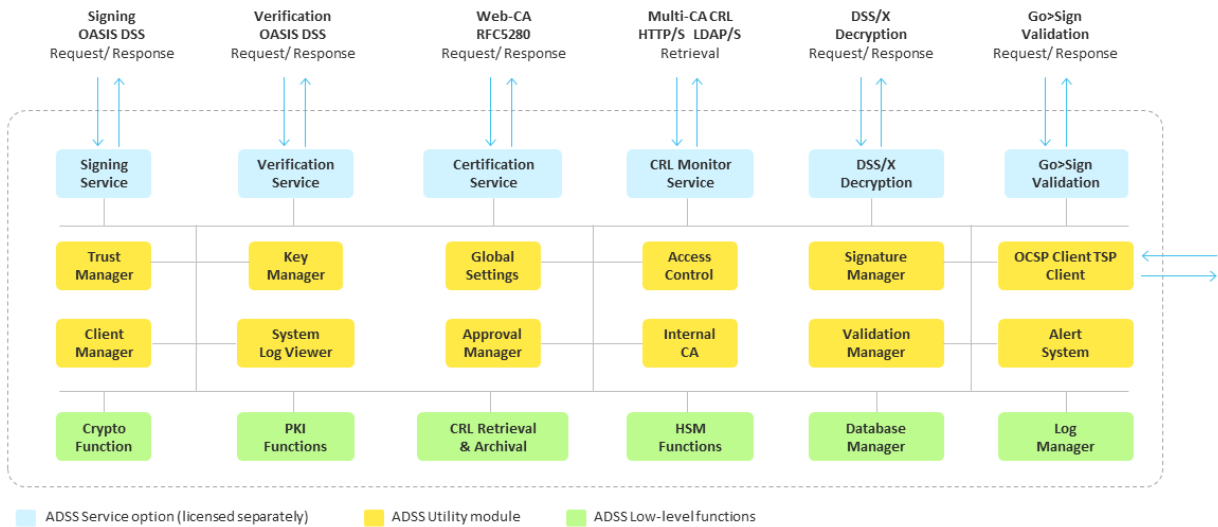 Signing
OASIS DSS
Request/ Response
Verification
OASIS DSS
Request/ Response
Web-CA
RFC5280
Request/ Response
Multi-CA CRL
HTTP/S LDAP/S
Retrieval
DSS/X
Decryption
Request/ Response
Go>Sign
Validation
Request/ Response
Signing
Service
Verification
Service
Certification
Service
CRL Monitor
Service
DSS/X
Decryption
Go>Sign
Validation
Trust
Manager
Key
Manager
Global
Settings
Access
Control
Signature
Manager
OCSP Client TSP
Client
Client
Manager
System
Log Viewer
Approval
Manager
Internal
CA
Validation
Manager
Alert
System
Crypto
Function
PKI
Functions
CRL Retrieval
& Archival
HSM
Functions
Database
Manager
Log
Manager
ADSS Service option (licensed separately)
ADSS Utility module
ADSS Low-level functions